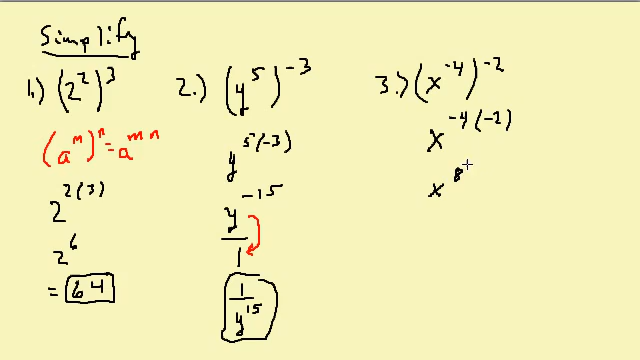 Simplify
1.) (2²)³
(aᵐ)ⁿ = aᵐⁿ
2²⁽³⁾
2⁶
= 64
2.) (y⁵)⁻³
y⁵⁽⁻³⁾
y⁻¹⁵
1
1
y¹⁵
3.) (x⁻⁴)⁻²
x⁻⁴⁽⁻²⁾
x⁸